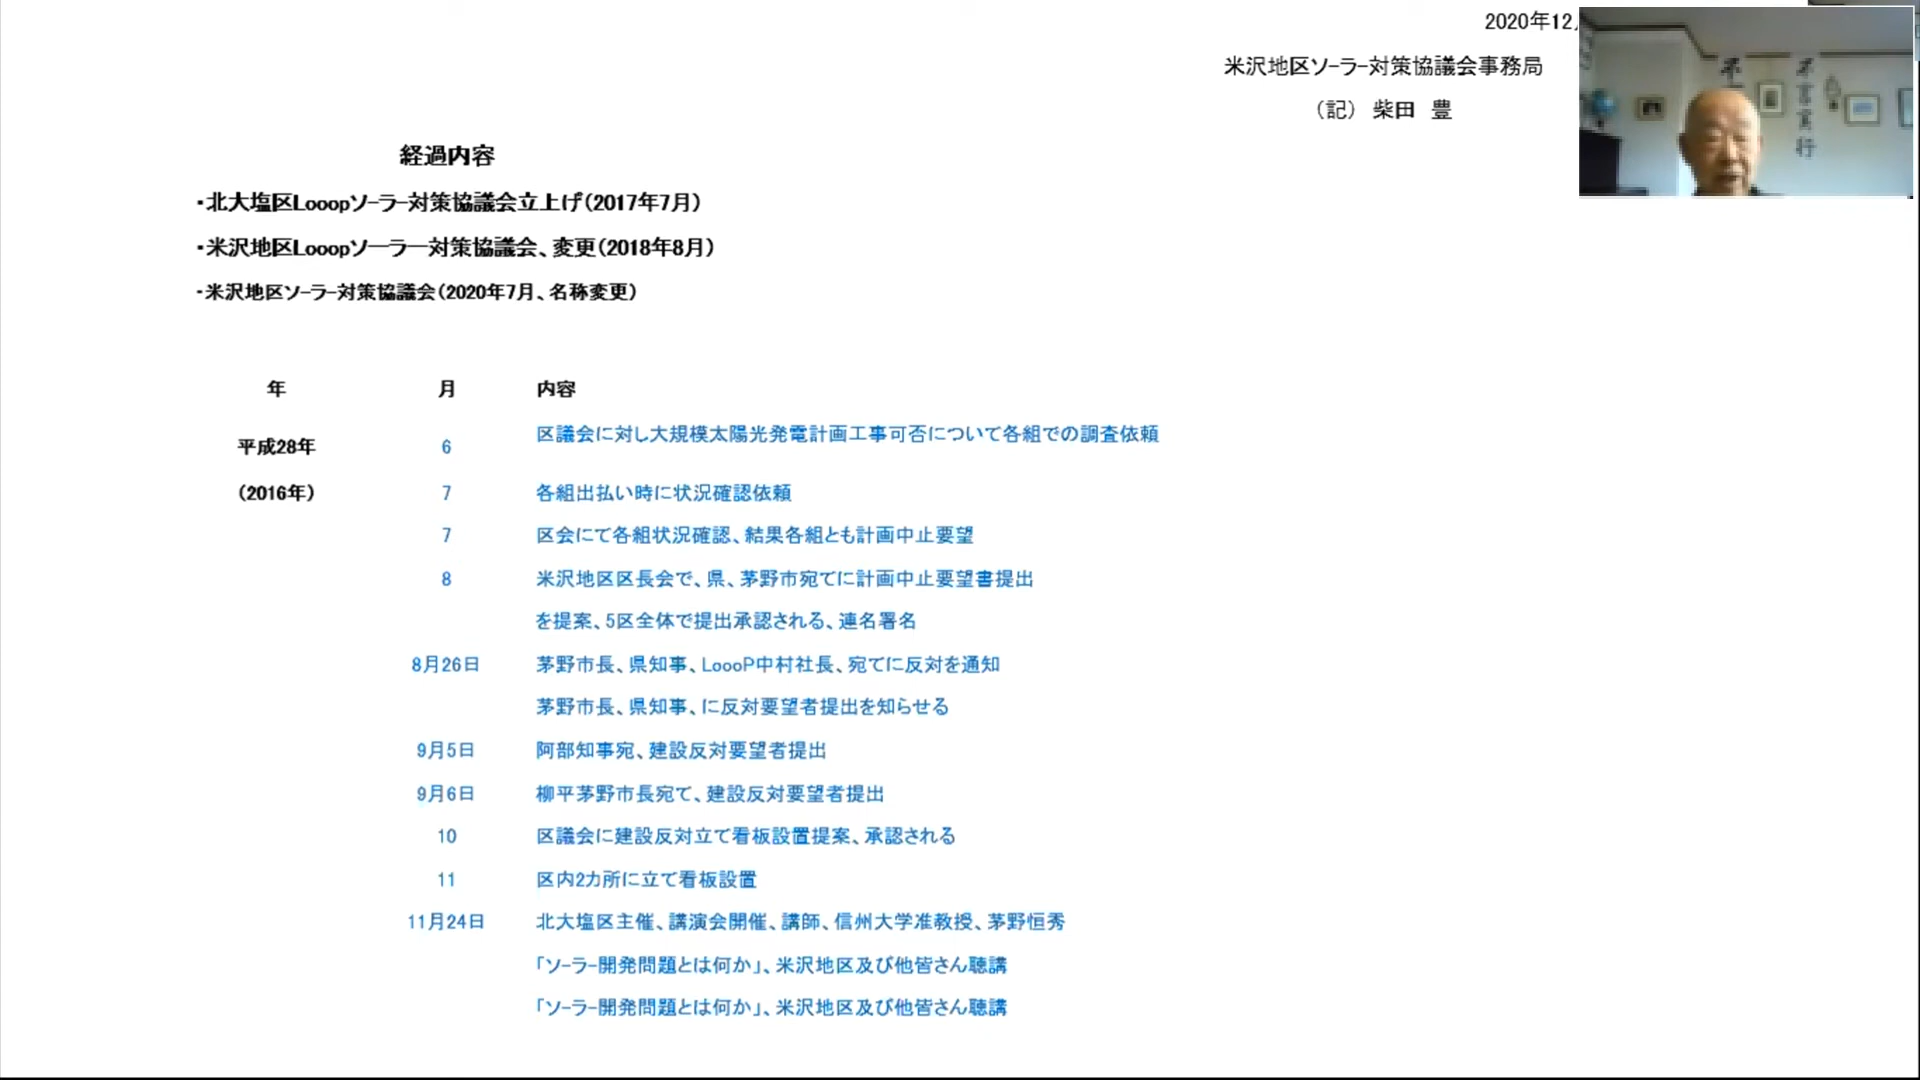 2020年12
米沢地区ソーラー対策協議会事務局
（記） 柴田 豊
経過内容
・北大塩区Looopソーラー対策協議会立上げ（2017年7月）
・米沢地区Looopソーラー対策協議会、変更（2018年8月）
・米沢地区ソーラー対策協議会（2020年7月、名称変更）
年 月 内容
平成28年 6 区議会に対し大規模太陽光発電計画工事可否について各組での調査依頼
（2016年） 7 各組出払い時に状況確認依頼
7 区会にて各組状況確認、結果各組とも計画中止要望
8 米沢地区区長会で、県、茅野市宛てに計画中止要望書提出
を提案、5区全体で提出承認される、連名署名
8月26日 茅野市長、県知事、LoooP中村社長、宛てに反対を通知
茅野市長、県知事、に反対要望者提出を知らせる
9月5日 阿部知事宛、建設反対要望者提出
9月6日 柳平茅野市長宛て、建設反対要望者提出
10 区議会に建設反対立て看板設置提案、承認される
11 区内2カ所に立て看板設置
11月24日 北大塩区主催、講演会開催、講師、信州大学准教授、茅野恒秀
「ソーラー開発問題とは何か」、米沢地区及び他皆さん聴講
「ソーラー開発問題とは何か」、米沢地区及び他皆さん聴講
不言実行